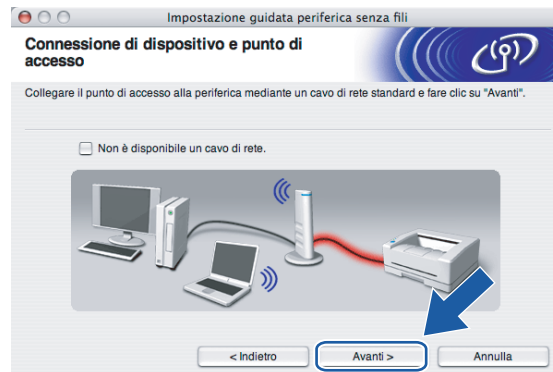 Impostazione guidata periferica senza fili
Connessione di dispositivo e punto di
accesso
Collegare il punto di accesso alla periferica mediante un cavo di rete standard e fare clic su "Avanti".
Non è disponibile un cavo di rete.
< Indietro
Avanti >
Annulla